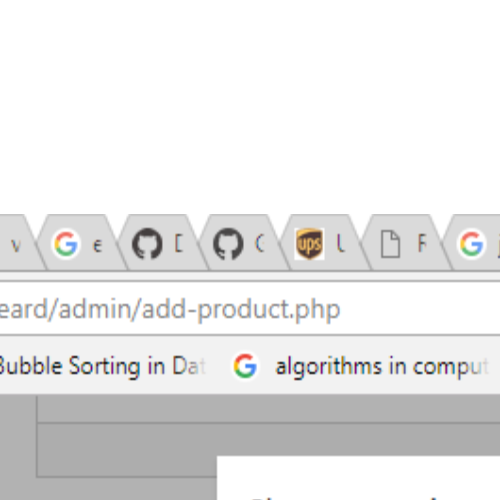 v e ups
eard/admin/add-product.php
Bubble Sorting in Dat algorithms in comput